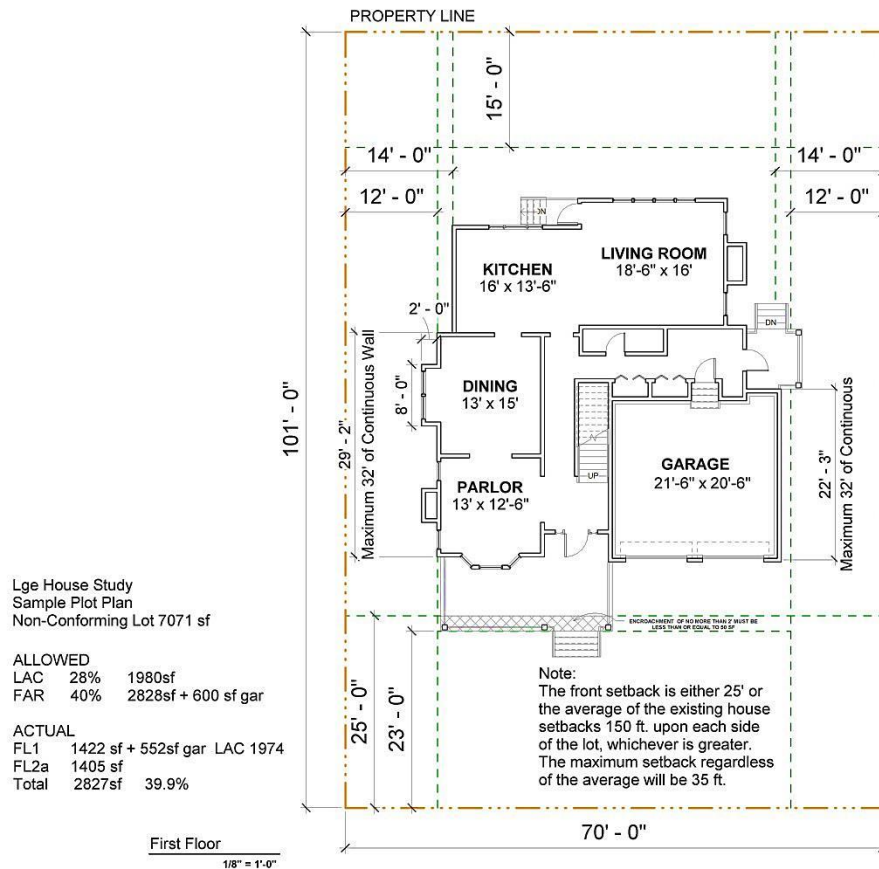 PROPERTY LINE
15' - 0"
14' - 0"
14' - 0"
12' - 0"
12' - 0"
DN
LIVING ROOM
18'-6" x 16'
KITCHEN
16' x 13'-6"
2' - 0"
DN
101' - 0"
29' - 2"
Maximum 32' of Continuous Wall
8' - 0"
DINING
13' x 15'
UP
GARAGE
21'-6" x 20'-6"
22' - 3"
Maximum 32' of Continuous
PARLOR
13' x 12'-6"
Lge House Study
Sample Plot Plan
Non-Conforming Lot 7071 sf
ALLOWED
LAC 28% 1980sf
FAR 40% 2828sf + 600 sf gar
ACTUAL
FL1 1422 sf + 552sf gar LAC 1974
FL2a 1405 sf
Total 2827sf 39.9%
ENCROACHMENT OF NO MORE THAN 2' MUST BE
LESS THAN OR EQUAL TO 50 SF
25' - 0"
23' - 0"
Note:
The front setback is either 25' or
the average of the existing house
setbacks 150 ft. upon each side
of the lot, whichever is greater.
The maximum setback regardless
of the average will be 35 ft.
70' - 0"
First Floor
1/8" = 1'-0"